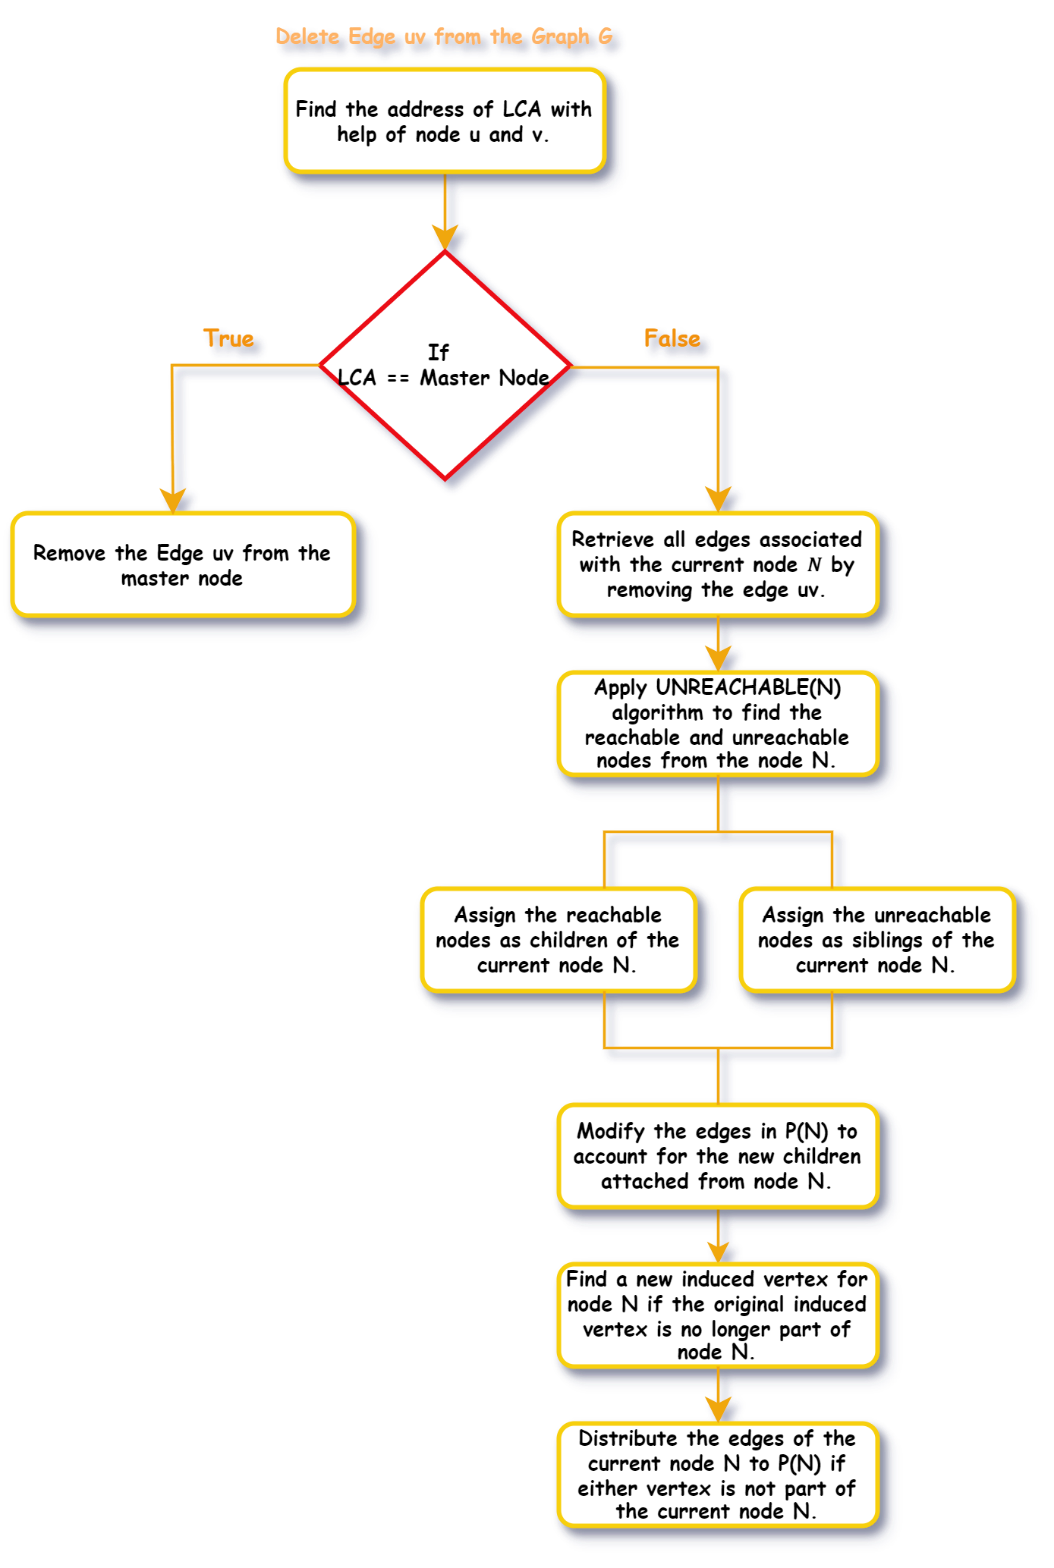 Delete Edge uv from the Graph G
Find the address of LCA with
help of node u and v.
If
LCA == Master Node
True
False
Remove the Edge uv from the
master node
Retrieve all edges associated
with the current node N by
removing the edge uv.
Apply UNREACHABLE(N)
algorithm to find the
reachable and unreachable
nodes from the node N.
Assign the reachable
nodes as children of the
current node N.
Assign the unreachable
nodes as siblings of the
current node N.
Modify the edges in P(N) to
account for the new children
attached from node N.
Find a new induced vertex for
node N if the original induced
vertex is no longer part of
node N.
Distribute the edges of the
current node N to P(N) if
either vertex is not part of
the current node N.